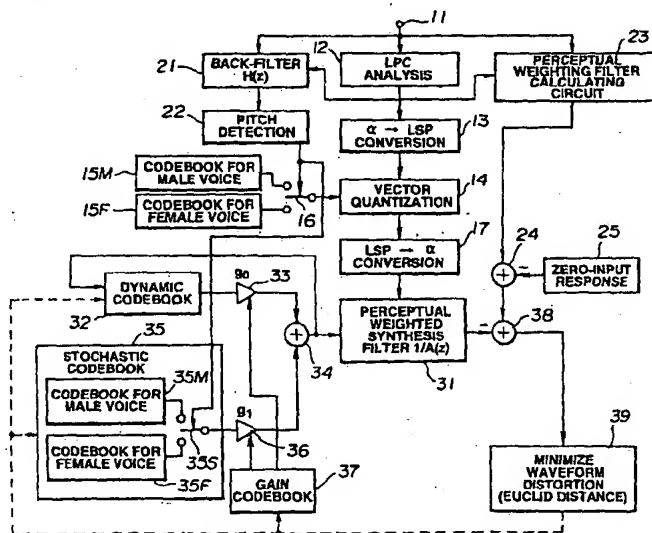 11
12
23
21
BACK-FILTER
H(z)
LPC
ANALYSIS
PERCEPTUAL
WEIGHTING FILTER
CALCULATING
CIRCUIT
22
PITCH
DETECTION
α → LSP
CONVERSION
13
15M
CODEBOOK FOR
MALE VOICE
15F
CODEBOOK FOR
FEMALE VOICE
16
VECTOR
QUANTIZATION
14
LSP → α
CONVERSION
17
24
25
ZERO-INPUT
RESPONSE
DYNAMIC
CODEBOOK
32
g0
33
34
PERCEPTUAL
WEIGHTED
SYNTHESIS
FILTER 1/A(z)
31
38
35
STOCHASTIC
CODEBOOK
35M
CODEBOOK FOR
MALE VOICE
CODEBOOK FOR
FEMALE VOICE
35F
35S
g1
36
GAIN
CODEBOOK
37
39
MINIMIZE
WAVEFORM
DISTORTION
(EUCLID DISTANCE)